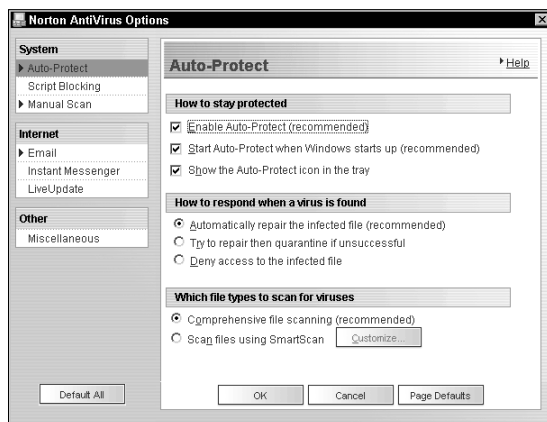 Norton AntiVirus Options
System
Auto-Protect
Script Blocking
Manual Scan
Internet
Email
Instant Messenger
LiveUpdate
Other
Miscellaneous
Default All
Auto-Protect
Help
How to stay protected
Enable Auto-Protect (recommended)
Start Auto-Protect when Windows starts up (recommended)
Show the Auto-Protect icon in the tray
How to respond when a virus is found
Automatically repair the infected file (recommended)
Try to repair then quarantine if unsuccessful
Deny access to the infected file
Which file types to scan for viruses
Comprehensive file scanning (recommended)
Scan files using SmartScan
Customize...
OK
Cancel
Page Defaults